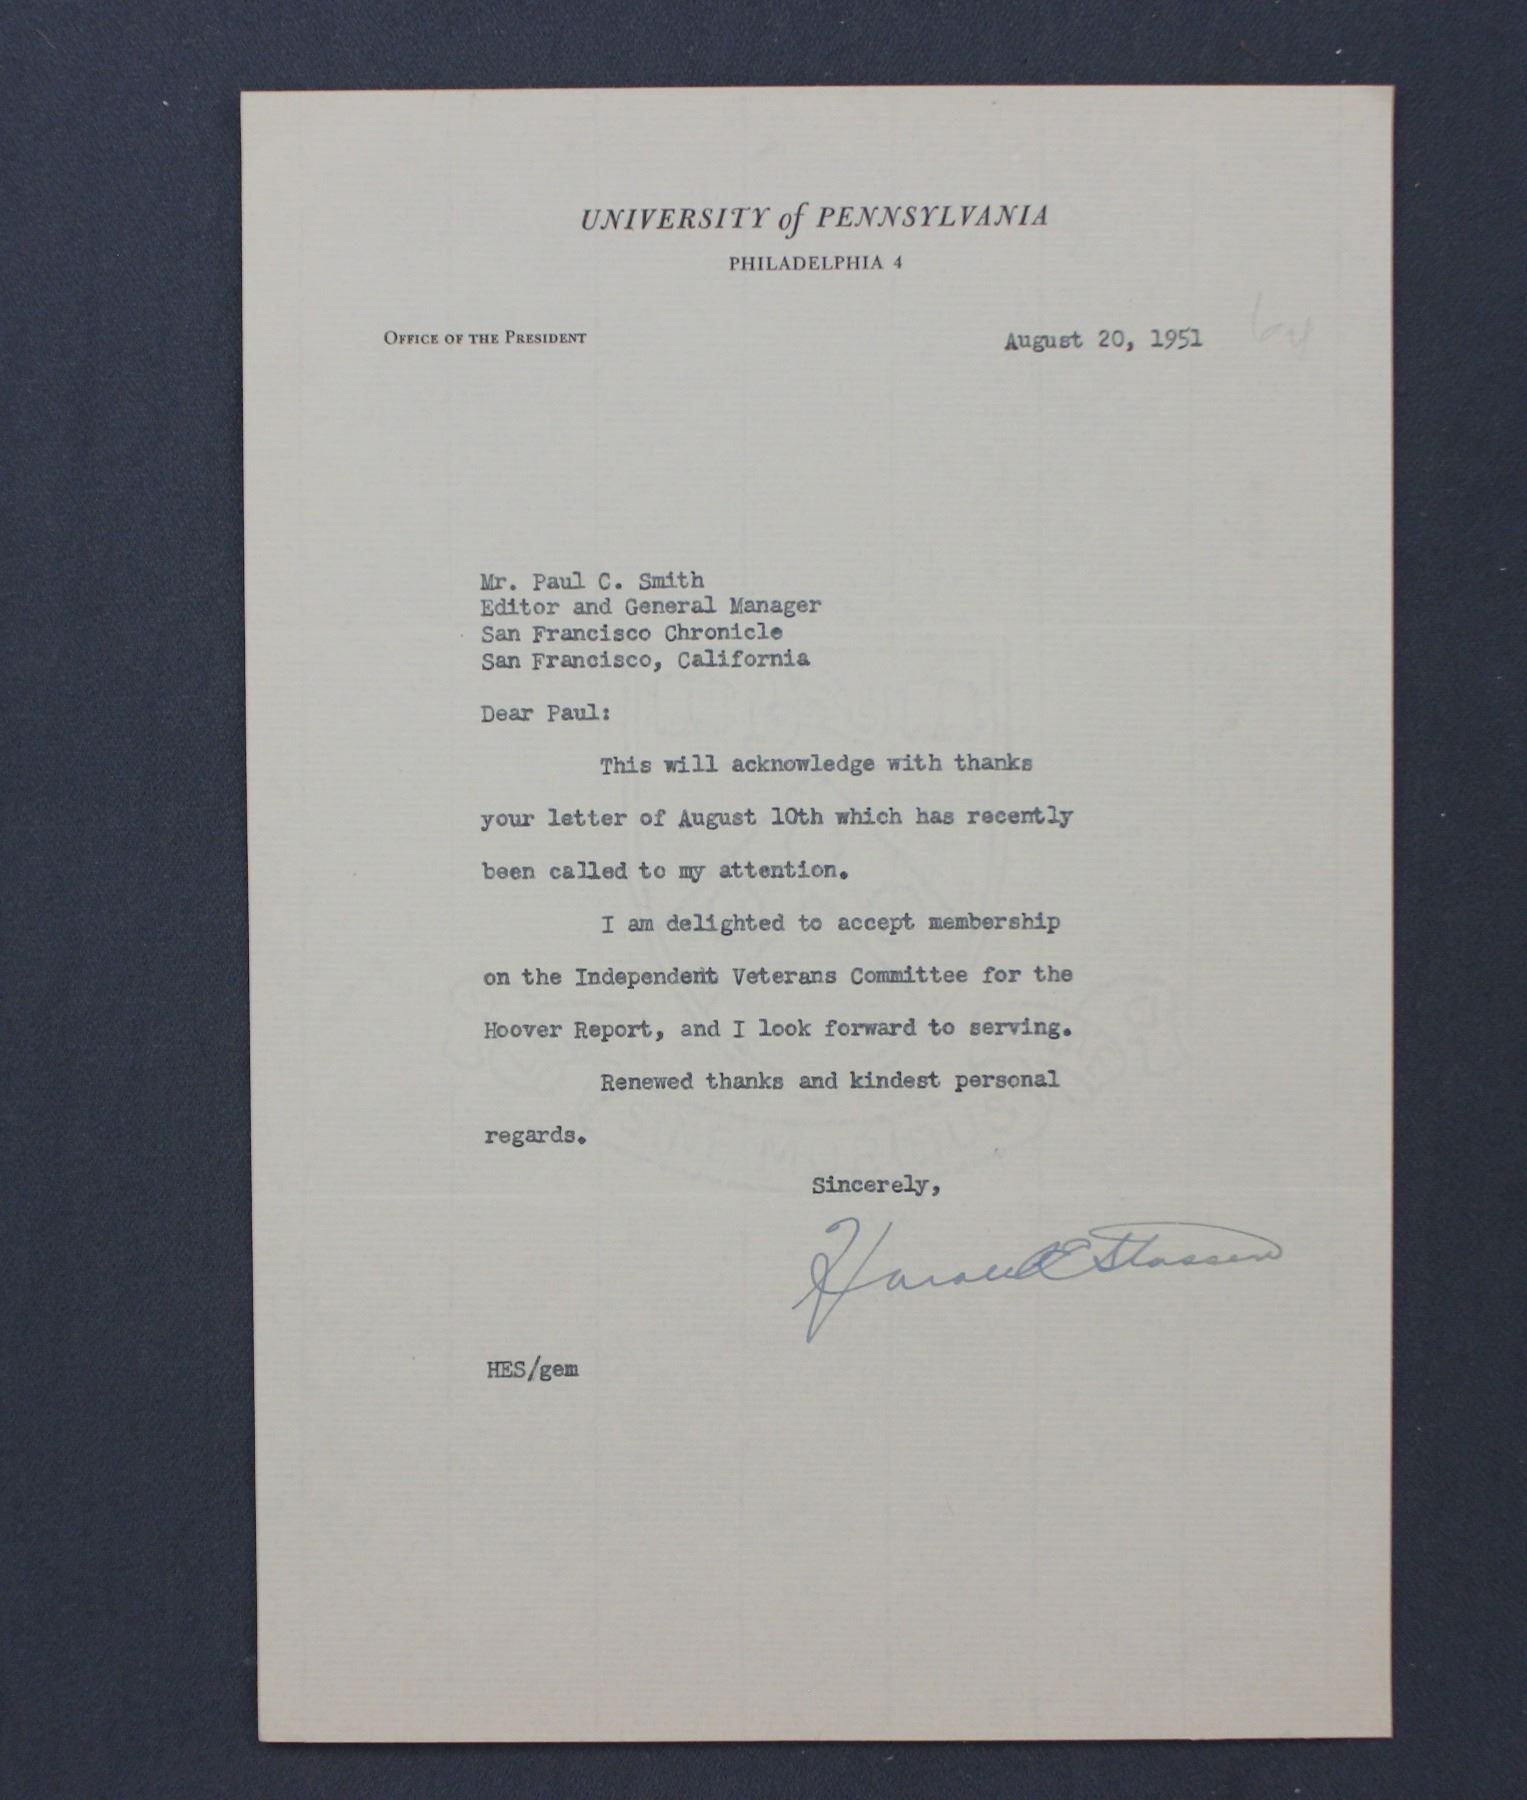 UNIVERSITY of PENNSYLVANIA
PHILADELPHIA 4
OFFICE OF THE PRESIDENT
August 20, 1951
Mr. Paul C. Smith
Editor and General Manager
San Francisco Chronicle
San Francisco, California
Dear Paul:
This will acknowledge with thanks
your letter of August 10th which has recently
been called to my attention.
I am delighted to accept membership
on the Independent Veterans Committee for the
Hoover Report, and I look forward to serving.
Renewed thanks and kindest personal
regards.
Sincerely,
Harold E Stassen
HES/gem